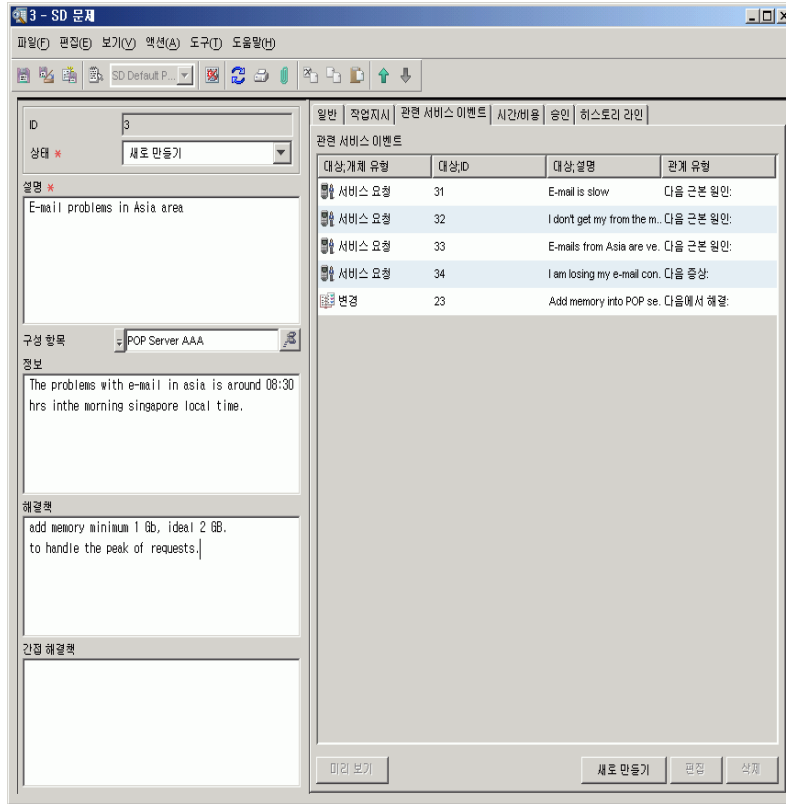 3 - SD 문제
파일(F) 편집(E) 보기(V) 액션(A) 도구(T) 도움말(H)
SD Default P...
ID 3
상태 * 새로 만들기
설명 *
E-mail problems in Asia area
구성 항목 POP Server AAA
정보
The problems with e-mail in asia is around 08:30
hrs inthe morning singapore local time.
해결책
add memory minimum 1 Gb, ideal 2 GB.
to handle the peak of requests.
간접 해결책
일반 작업지시 관련 서비스 이벤트 시간/비용 승인 히스토리 라인
관련 서비스 이벤트
대상;개체 유형 대상;ID 대상;설명 관계 유형
서비스 요청 31 E-mail is slow 다음 근본 원인:
서비스 요청 32 I don't get my from the m.. 다음 근본 원인:
서비스 요청 33 E-mails from Asia are ve. 다음 근본 원인:
서비스 요청 34 I am losing my e-mail con. 다음 증상:
변경 23 Add memory into POP se. 다음에서 해결:
미리 보기 새로 만들기 편집 삭제